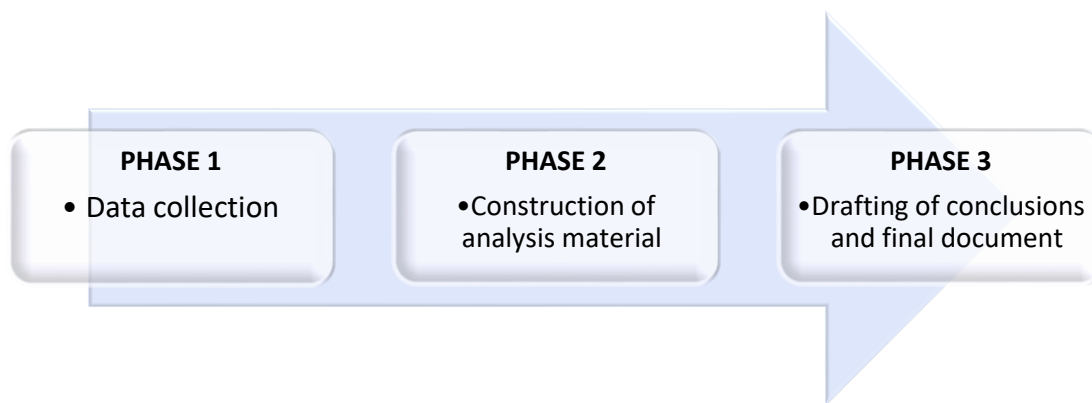 PHASE 1
• Data collection
PHASE 2
•Construction of
analysis material
PHASE 3
•Drafting of conclusions
and final document